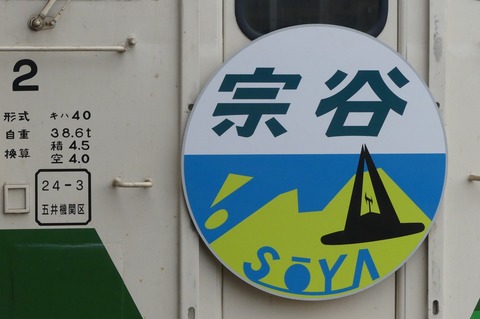 2
形式 キハ40
自重 38.6t
換算 積 4.5
空 4.0
24-3
五井機関区
宗谷
SŌYA